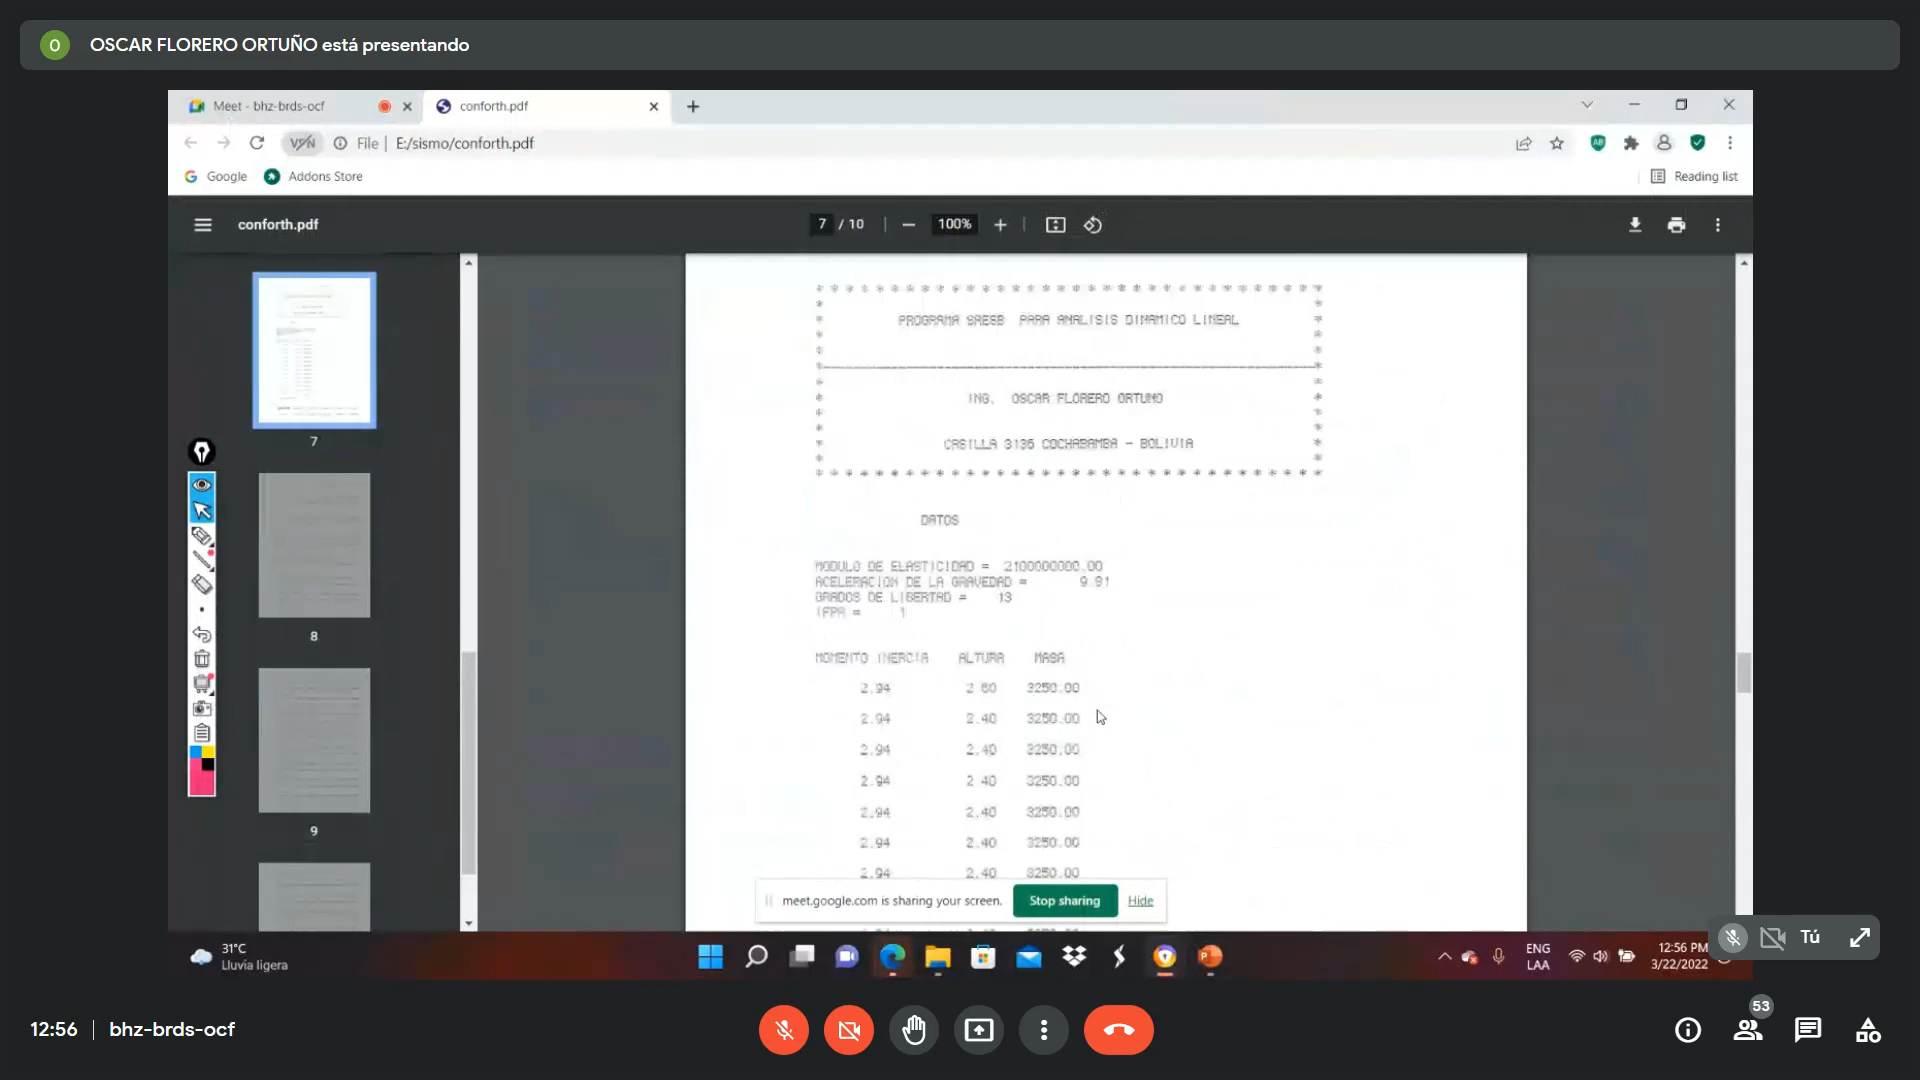 O OSCAR FLORERO ORTUÑO está presentando
Meet - bhz-brds-ocf
conforth.pdf
VPN File | E:/sismo/conforth.pdf
Google Addons Store Reading list
conforth.pdf 7 / 10 100%
PROGRAMA SAESB PARA ANALISIS DINAMICO LINEAL
ING. OSCAR FLORERO ORTUMO
CASILLA 3135 COCHABAMBA - BOLIVIA
DATOS
MODULO DE ELASTICIDAD = 2100000000.00
ACELERACION DE LA GRAVEDAD = 9.81
GRADOS DE LIBERTAD = 13
IFPR = 1
MOMENTO INERCIA ALTURA MASA
2.94 2.60 3250.00
2.94 2.40 3250.00
2.94 2.40 3250.00
2.94 2.40 3250.00
2.94 2.40 3250.00
2.94 2.40 3250.00
2.94 2.40 3250.00
7
8
9
meet.google.com is sharing your screen. Stop sharing Hide
31°C
Lluvia ligera
ENG
LAA
12:56 PM
3/22/2022
Tú
12:56 | bhz-brds-ocf
53